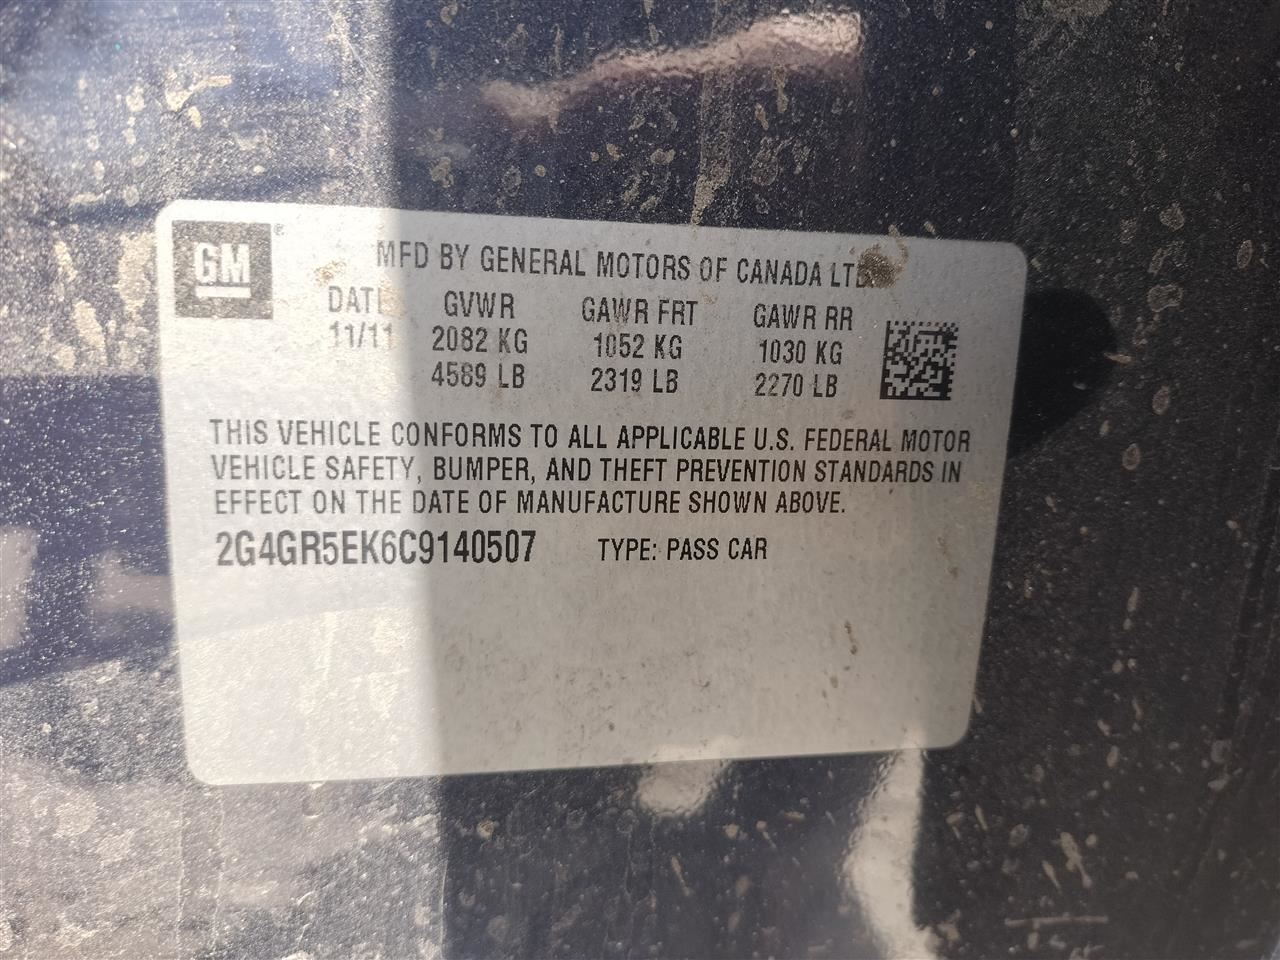 GM ®
MFD BY GENERAL MOTORS OF CANADA LTD
DATE GVWR GAWR FRT GAWR RR
11/11 2082 KG 1052 KG 1030 KG
4589 LB 2319 LB 2270 LB
THIS VEHICLE CONFORMS TO ALL APPLICABLE U.S. FEDERAL MOTOR
VEHICLE SAFETY, BUMPER, AND THEFT PREVENTION STANDARDS IN
EFFECT ON THE DATE OF MANUFACTURE SHOWN ABOVE.
2G4GR5EK6C9140507 TYPE: PASS CAR